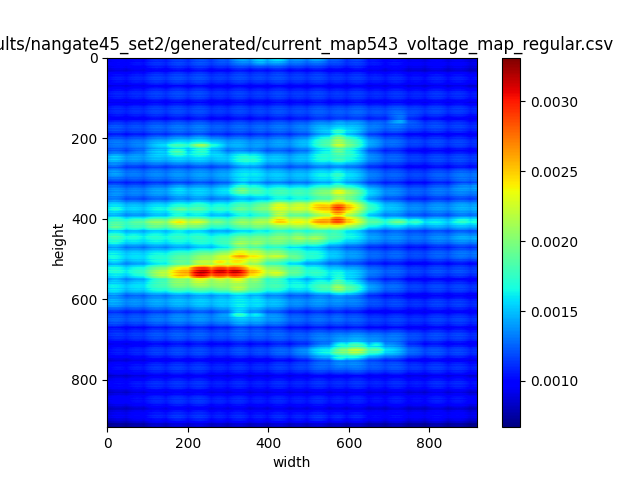 ults/nangate45_set2/generated/current_map543_voltage_map_regular.csv
0
200
400
600
800
height
0 200 400 600 800
width
0.0030
0.0025
0.0020
0.0015
0.0010